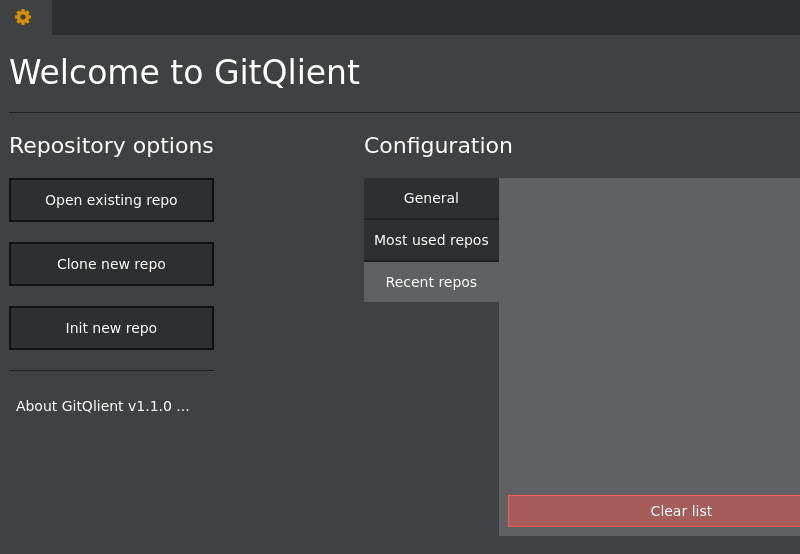 Welcome to GitQlient
Repository options
Open existing repo
Clone new repo
Init new repo
About GitQlient v1.1.0 ...
Configuration
General
Most used repos
Recent repos
Clear list